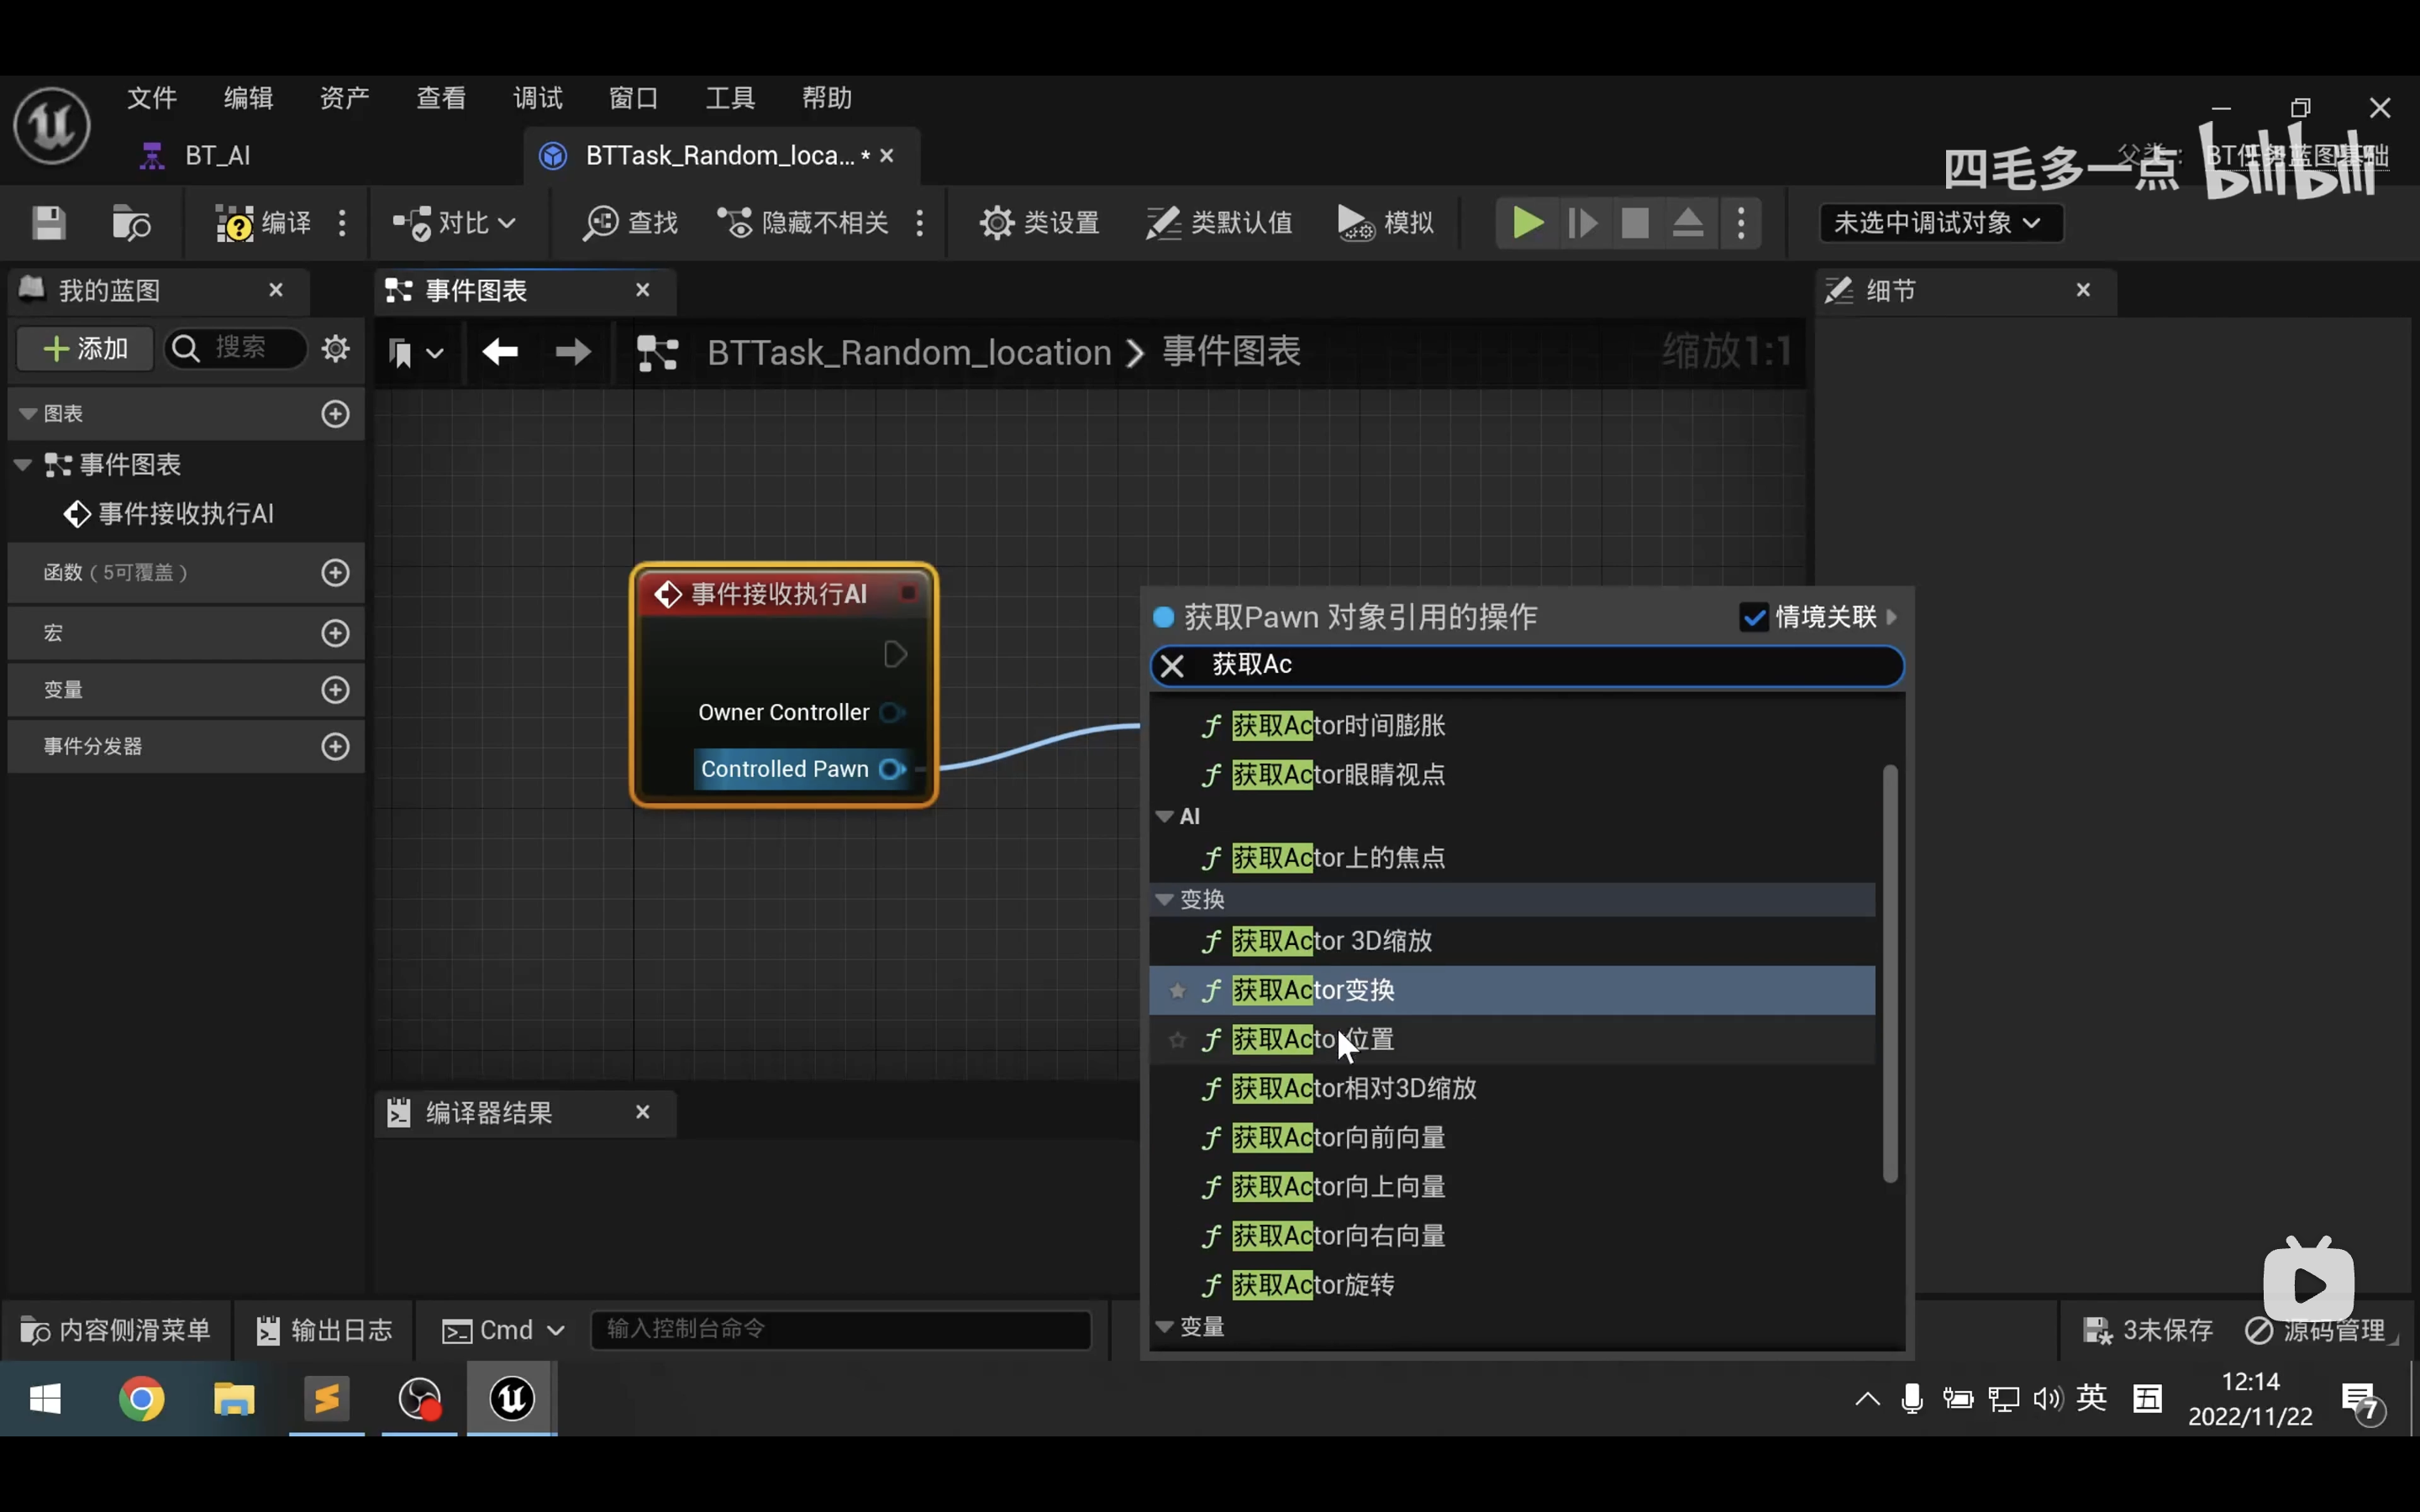 文件 编辑 资产 查看 调试 窗口 工具 帮助
BT_AI
BTTask_Random_loca... *
四毛多一点 bilibili
编译
对比
查找
隐藏不相关
类设置
类默认值
模拟
未选中调试对象
我的蓝图
事件图表
细节
添加
搜索
BTTask_Random_location > 事件图表
缩放1:1
图表
事件图表
事件接收执行AI
函数（5可覆盖）
宏
变量
事件分发器
事件接收执行AI
Owner Controller
Controlled Pawn
获取Pawn 对象引用的操作
情境关联
获取Ac
获取Actor时间膨胀
获取Actor眼睛视点
AI
获取Actor上的焦点
变换
获取Actor 3D缩放
获取Actor变换
获取Actor位置
获取Actor相对3D缩放
获取Actor向前向量
获取Actor向上向量
获取Actor向右向量
获取Actor旋转
变量
编译器结果
内容侧滑菜单
输出日志
Cmd
输入控制台命令
3未保存
源码管理
英
五
12:14
2022/11/22
7